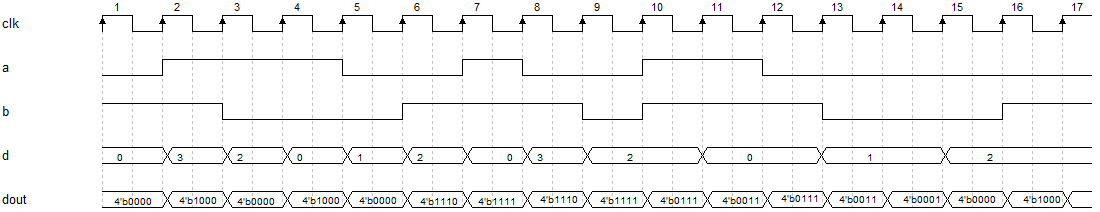 1 2 3 4 5 6 7 8 9 10 11 12 13 14 15 16 17
clk
a
b
d 0 3 2 0 1 2 0 3 2 0 1 2
dout 4'b0000 4'b1000 4'b0000 4'b1000 4'b0000 4'b1110 4'b1111 4'b1110 4'b1111 4'b0111 4'b0011 4'b0111 4'b0011 4'b0001 4'b0000 4'b1000